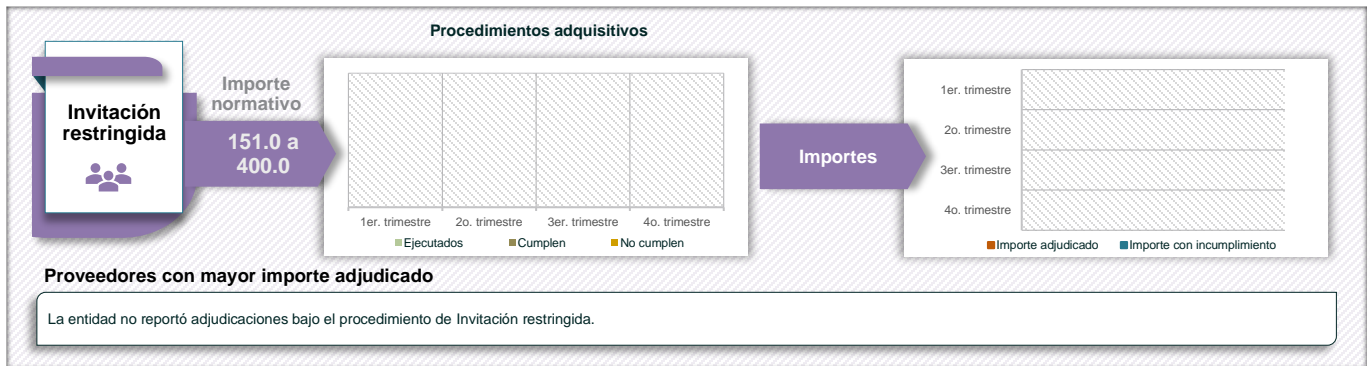 Procedimientos adquisitivos
Invitación
restringida
Importe
normativo
151.0 a
400.0
1er. trimestre
2o. trimestre
3er. trimestre
4o. trimestre
Ejecutados
Cumplen
No cumplen
Importes
1er. trimestre
2o. trimestre
3er. trimestre
4o. trimestre
Importe adjudicado
Importe con incumplimiento
Proveedores con mayor importe adjudicado
La entidad no reportó adjudicaciones bajo el procedimiento de Invitación restringida.